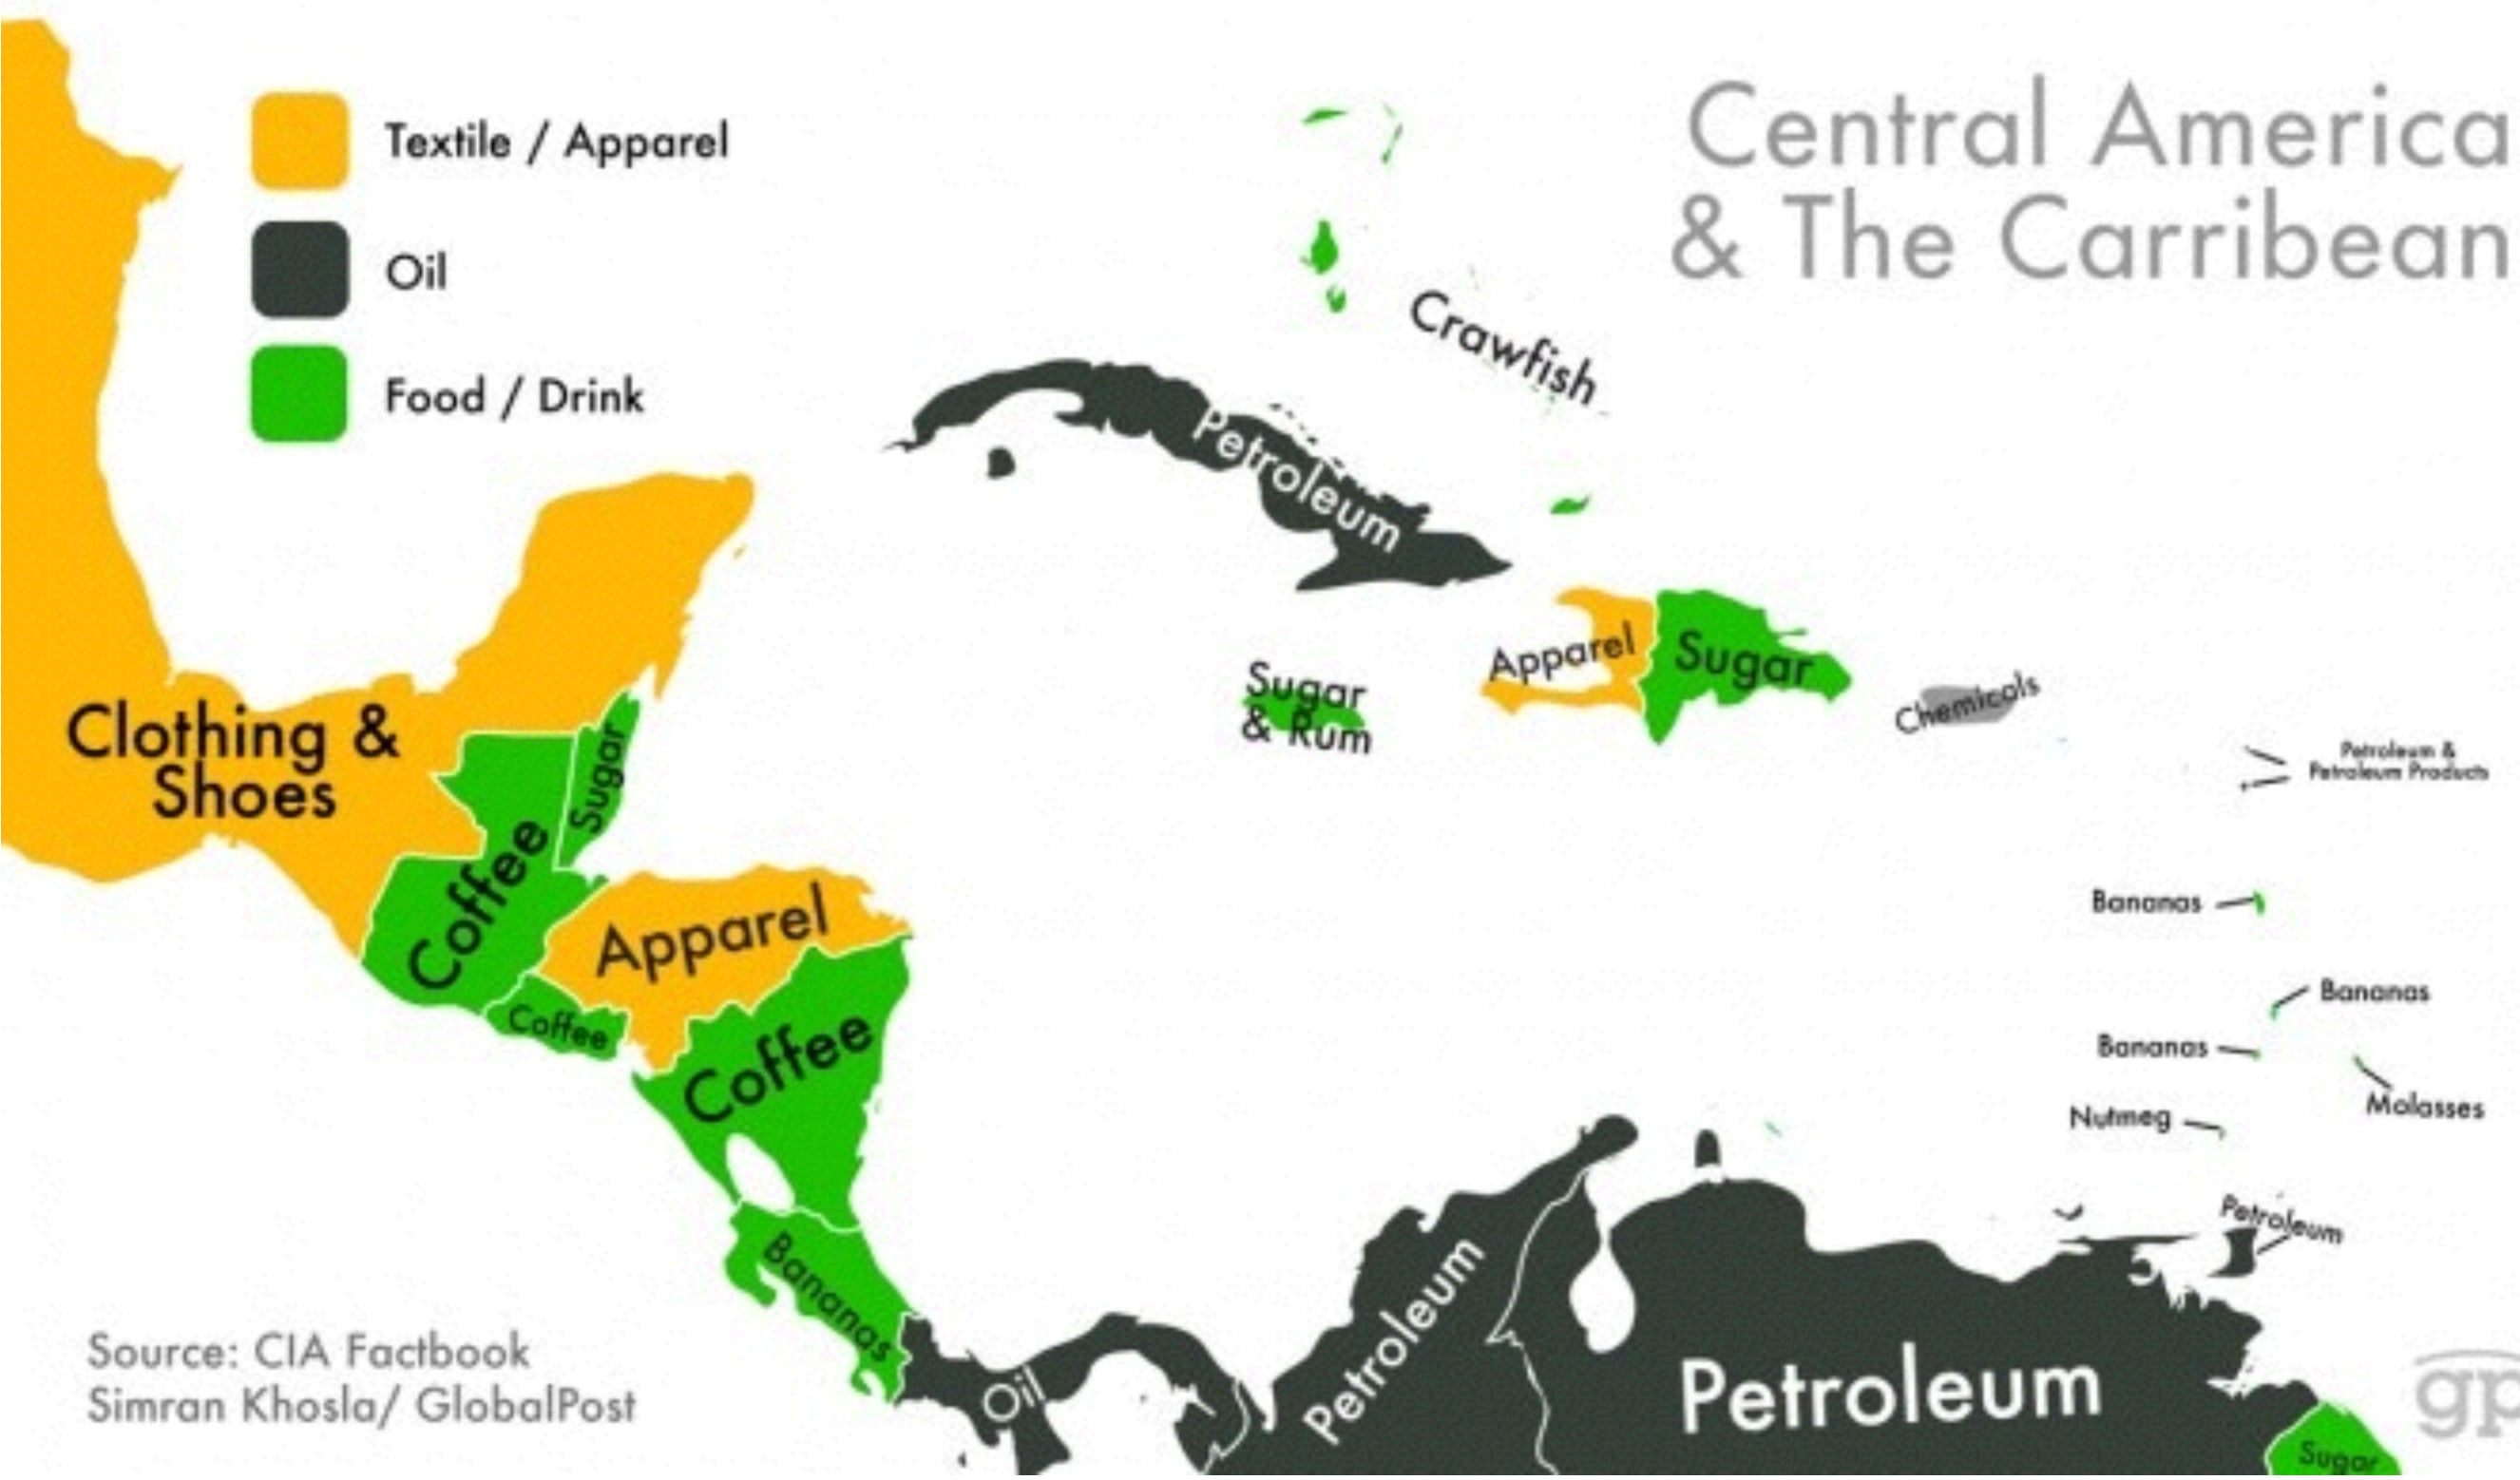 Central America
& The Carribean
Textile / Apparel
Oil
Food / Drink
Crawfish
Petroleum
Apparel
Sugar
Sugar
& Rum
Chemicals
Clothing &
Shoes
Sugar
Petroleum &
Petroleum Products
Coffee
Apparel
Bananas
Coffee
Coffee
Bananas
Bananas
Molasses
Nutmeg
Petroleum
Bananas
Oil
Petroleum
Petroleum
Sugar
Source: CIA Factbook
Simran Khosla/ GlobalPost
gp